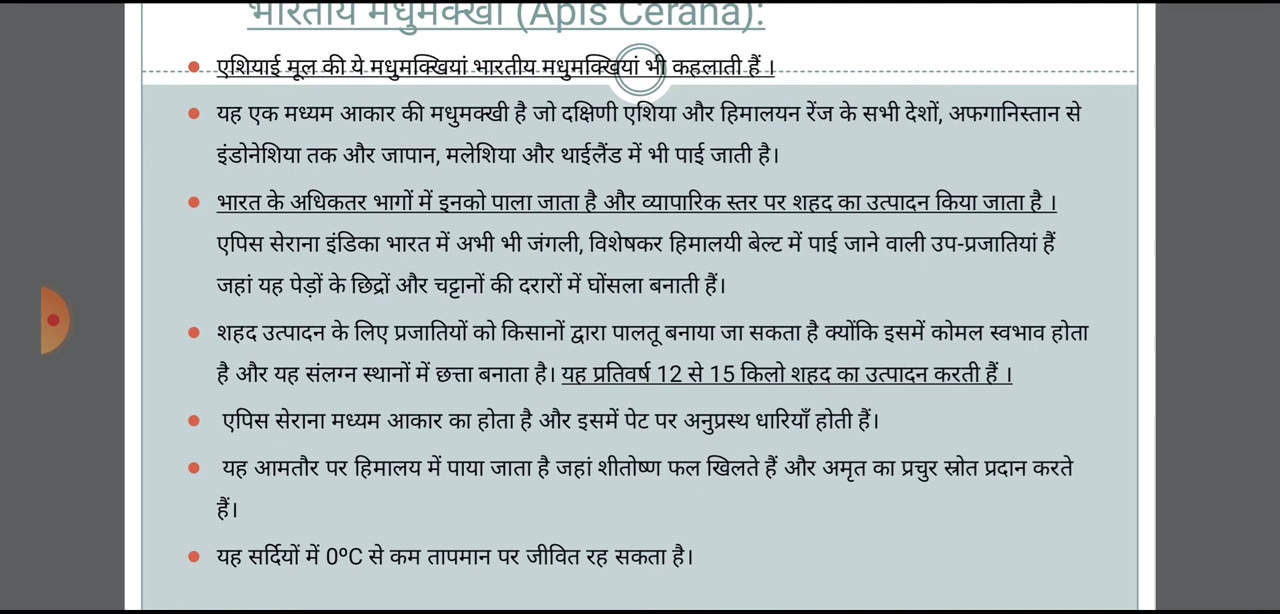 भारतीय मधुमक्खी (Apis Cerana):
एशियाई मूल की ये मधुमक्खियां भारतीय मधुमक्खियां भी कहलाती हैं ।
यह एक मध्यम आकार की मधुमक्खी है जो दक्षिणी एशिया और हिमालयन रेंज के सभी देशों, अफगानिस्तान से
इंडोनेशिया तक और जापान, मलेशिया और थाईलैंड में भी पाई जाती है।
भारत के अधिकतर भागों में इनको पाला जाता है और व्यापारिक स्तर पर शहद का उत्पादन किया जाता है ।
एपिस सेराना इंडिका भारत में अभी भी जंगली, विशेषकर हिमालयी बेल्ट में पाई जाने वाली उप-प्रजातियां हैं
जहां यह पेड़ों के छिद्रों और चट्टानों की दरारों में घोंसला बनाती हैं।
शहद उत्पादन के लिए प्रजातियों को किसानों द्वारा पालतू बनाया जा सकता है क्योंकि इसमें कोमल स्वभाव होता
है और यह संलग्न स्थानों में छत्ता बनाता है। यह प्रतिवर्ष 12 से 15 किलो शहद का उत्पादन करती हैं ।
एपिस सेराना मध्यम आकार का होता है और इसमें पेट पर अनुप्रस्थ धारियाँ होती हैं।
यह आमतौर पर हिमालय में पाया जाता है जहां शीतोष्ण फल खिलते हैं और अमृत का प्रचुर स्रोत प्रदान करते
हैं।
यह सर्दियों में 0ºC से कम तापमान पर जीवित रह सकता है।